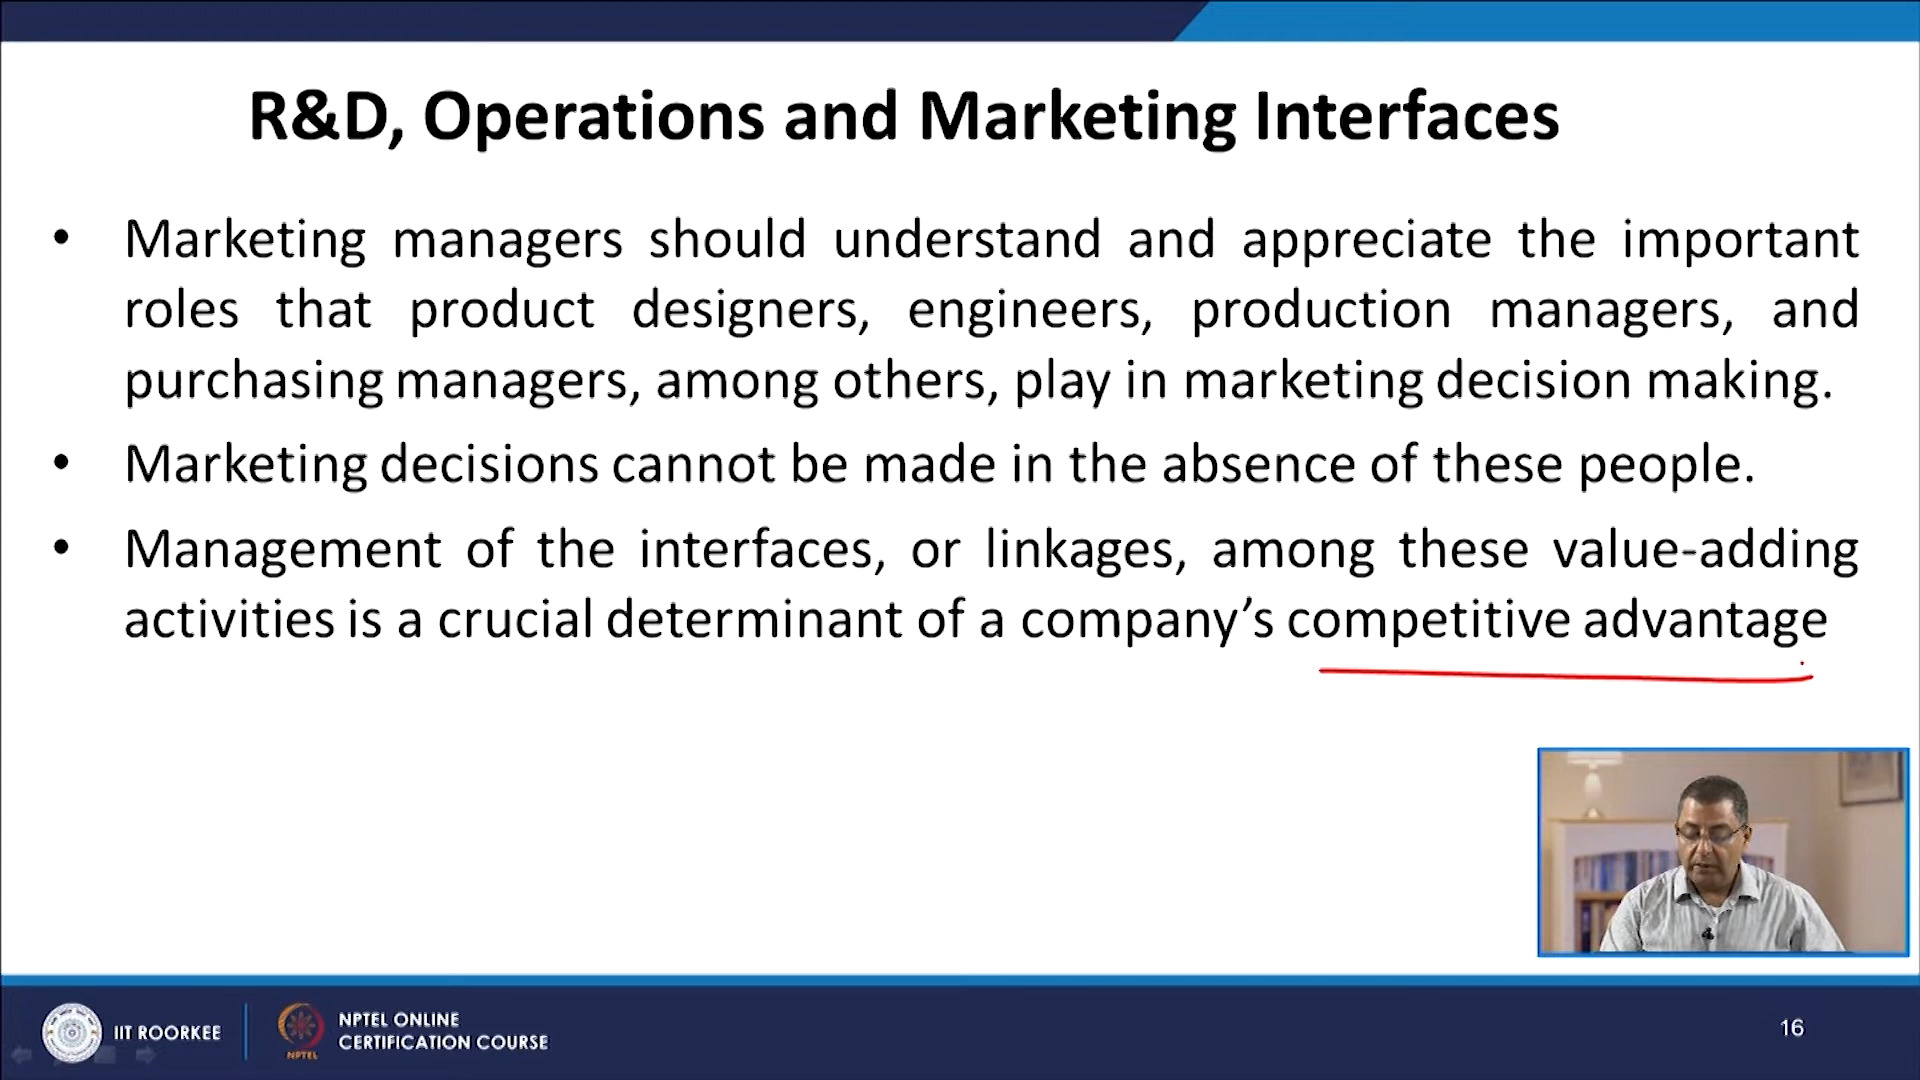 R&D, Operations and Marketing Interfaces
• Marketing managers should understand and appreciate the important
roles that product designers, engineers, production managers, and
purchasing managers, among others, play in marketing decision making.
• Marketing decisions cannot be made in the absence of these people.
• Management of the interfaces, or linkages, among these value-adding
activities is a crucial determinant of a company’s competitive advantage
IIT ROORKEE
NPTEL
NPTEL ONLINE
CERTIFICATION COURSE
16